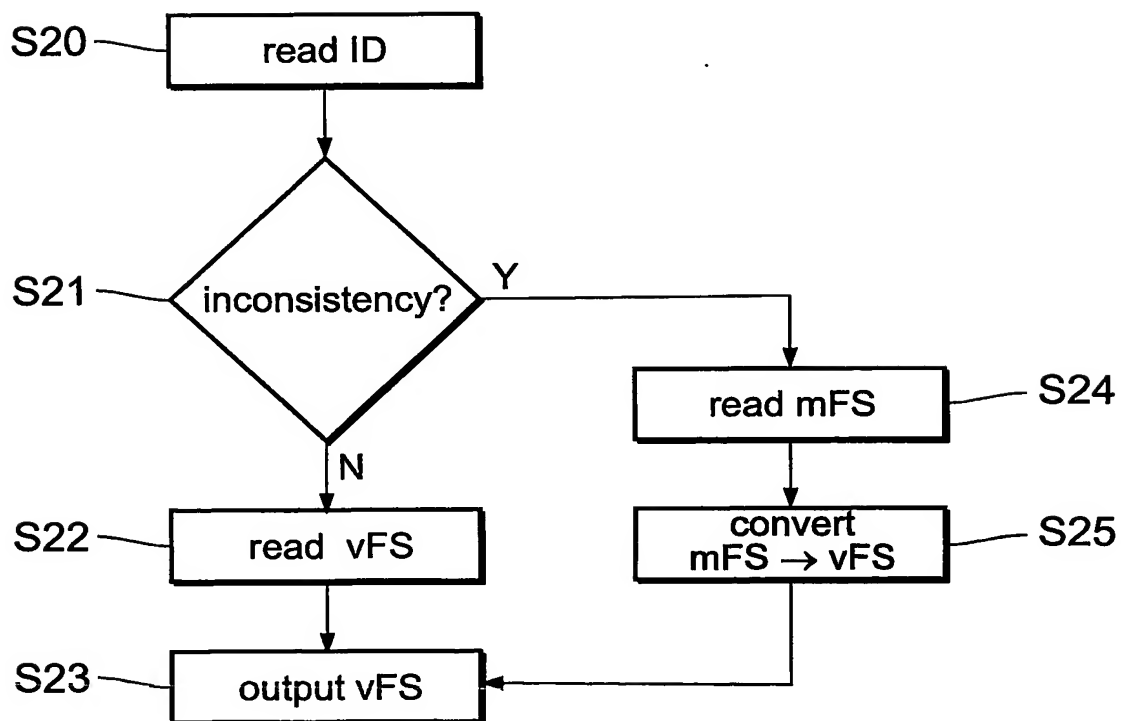 S20
read ID
S21
inconsistency?
Y
N
read mFS
S24
S22
read vFS
convert
mFS → vFS
S25
S23
output vFS